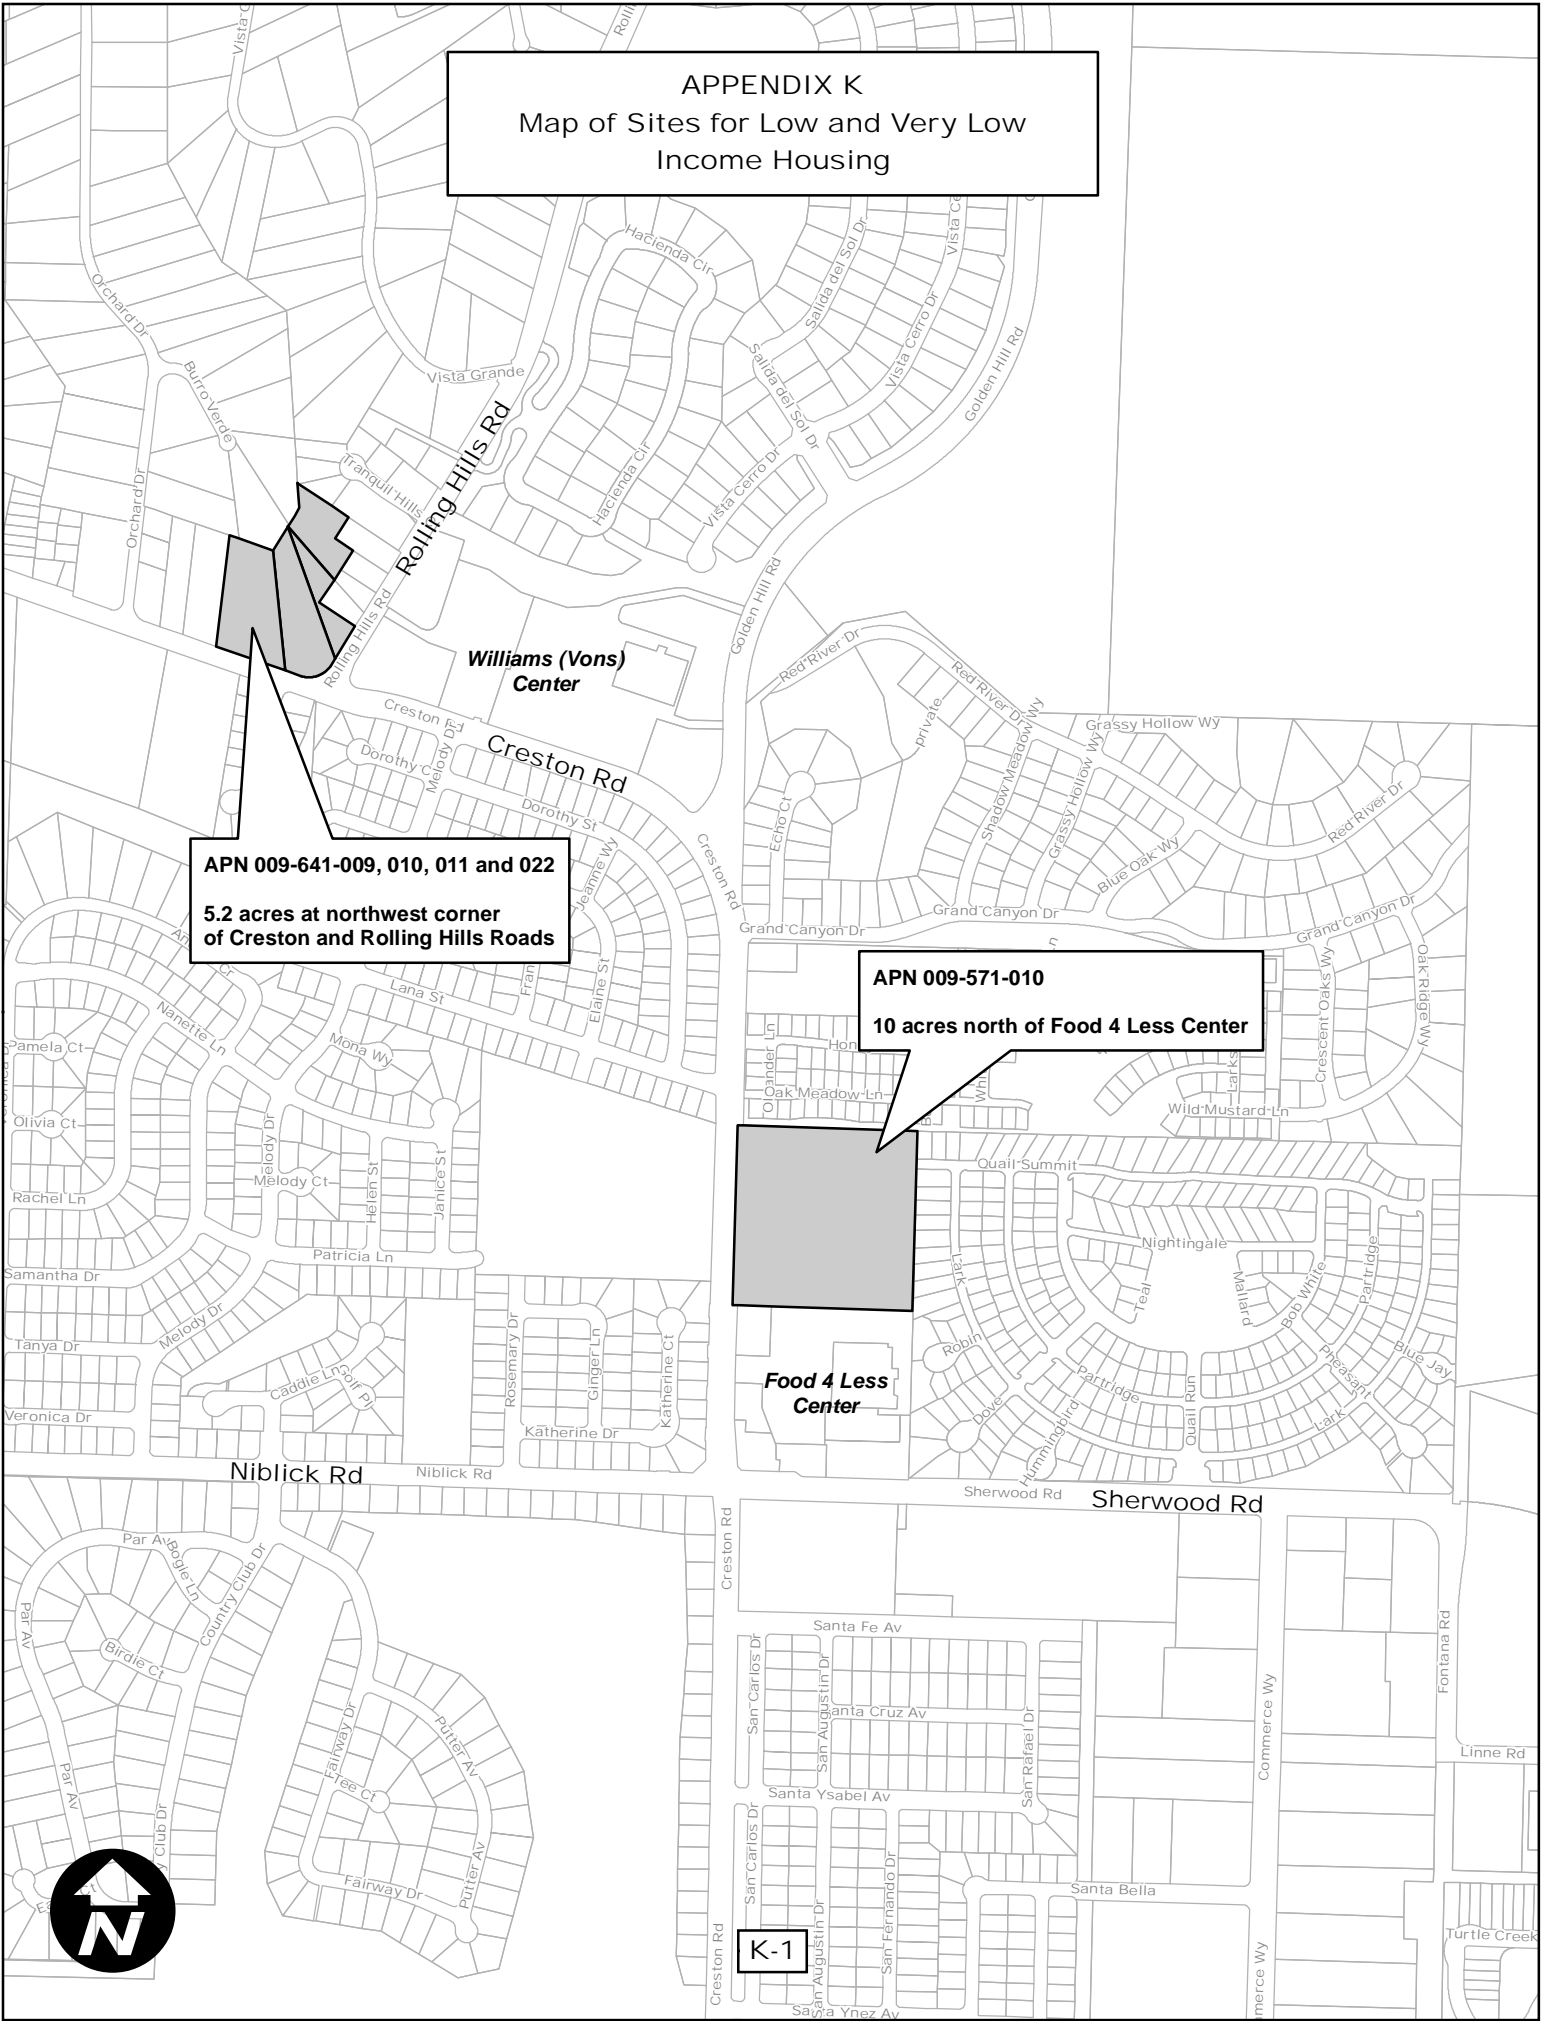 APPENDIX K
Map of Sites for Low and Very Low
Income Housing
Rolling Hills Rd
Hacienda Cir
Salida del Sol Dr
Vista Cerro Dr
Golden Hill Rd
Orchard Dr
Burro Verde
Vista Grande
Salida del Sol Dr
Tranquil Hills
Hacienda Cir
Vista Cerro Dr
Orchard Dr
Rolling Hills Rd
Golden Hill Rd
Williams (Vons)
Center
Red River Dr
Red River Dr
private
Shadow Meadow Wy
Grassy Hollow Wy
Grassy Hollow Wy
Creston Rd
Melody Dr
Creston Rd
Dorothy St
Echo Ct
Red River Dr
Blue Oak Wy
Jeanne Wy
Creston Rd
APN 009-641-009, 010, 011 and 022
5.2 acres at northwest corner
of Creston and Rolling Hills Roads
Grand Canyon Dr
Grand Canyon Dr
Grand Canyon Dr
Oak Ridge Wy
Crescent Oaks Wy
APN 009-571-010
10 acres north of Food 4 Less Center
Lana St
Elaine St
Nanette Ln
Mona Wy
Pamela Ct
Oak Meadow Ln
Wild Mustard Ln
Olivia Ct
Melody Dr
Melody Ct
Helen St
Janice St
Rachel Ln
Quail Summit
Patricia Ln
Nightingale
Samantha Dr
Lark
Teal
Mallard
Bob White
Partridge
Melody Dr
Tanya Dr
Caddie Ln
Golf Pl
Rosemary Dr
Ginger Ln
Katherine Ct
Robin
Partridge
Pheasant
Blue Jay
Food 4 Less
Center
Veronica Dr
Katherine Dr
Dove
Hummingbird
Quail Run
Lark
Niblick Rd
Niblick Rd
Sherwood Rd
Sherwood Rd
Par Av
Bogie Ln
Country Club Dr
Creston Rd
Par Av
Birdie Ct
Santa Fe Av
San Carlos Dr
San Augustin Dr
Santa Cruz Av
San Rafael Dr
Fontana Rd
Commerce Wy
Linne Rd
Fairway Dr
Putter Av
Tee Ct
Par Av
Santa Ysabel Av
San Carlos Dr
San Augustin Dr
San Fernando Dr
Fairway Dr
Putter Av
Santa Bella
Turtle Creek
Creston Rd
N
K-1
Santa Ynez Av